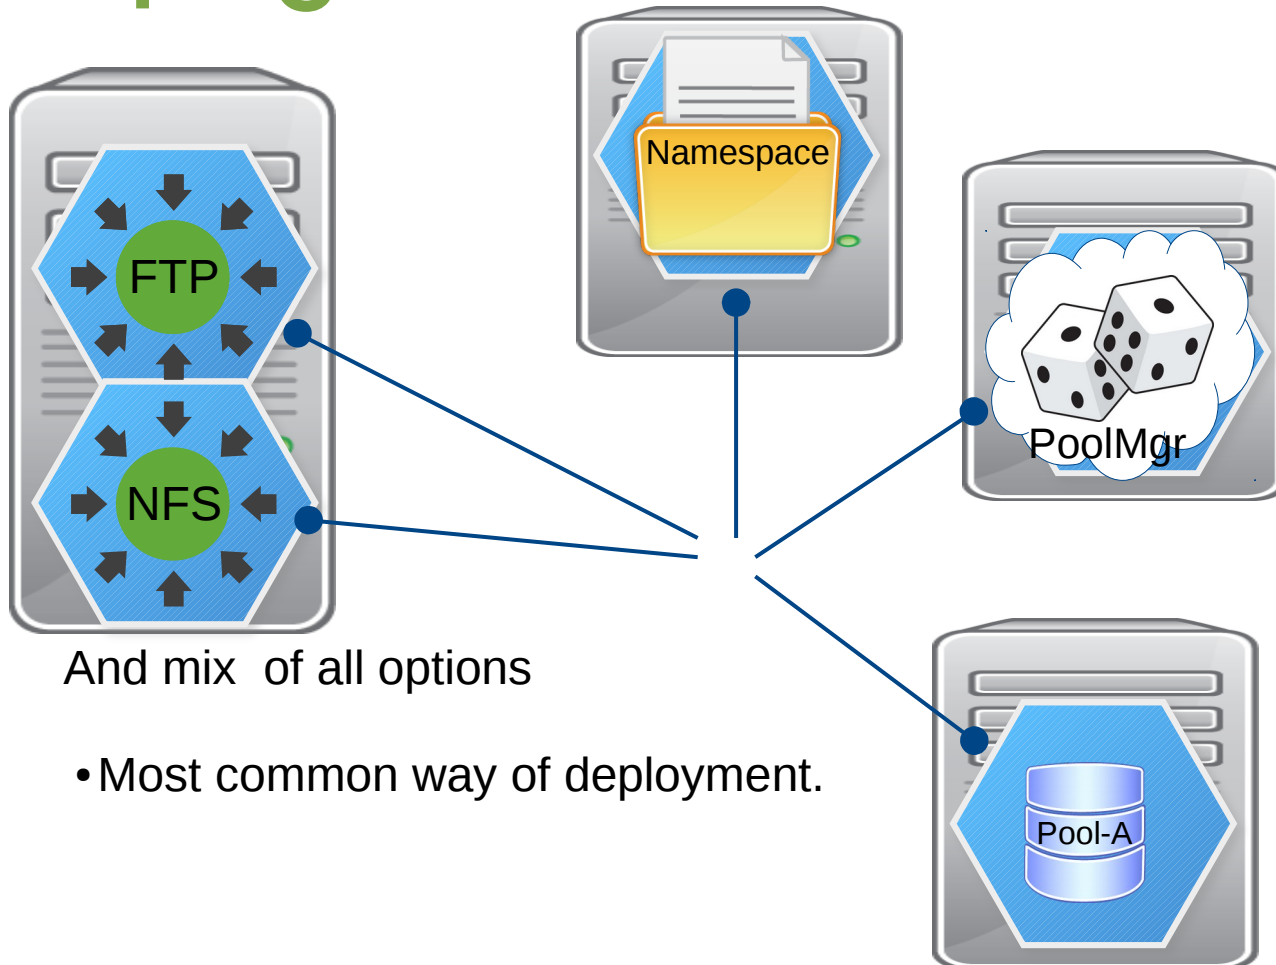 Namespace
FTP
PoolMgr
NFS
And mix  of all options
•Most common way of deployment.
Pool-A